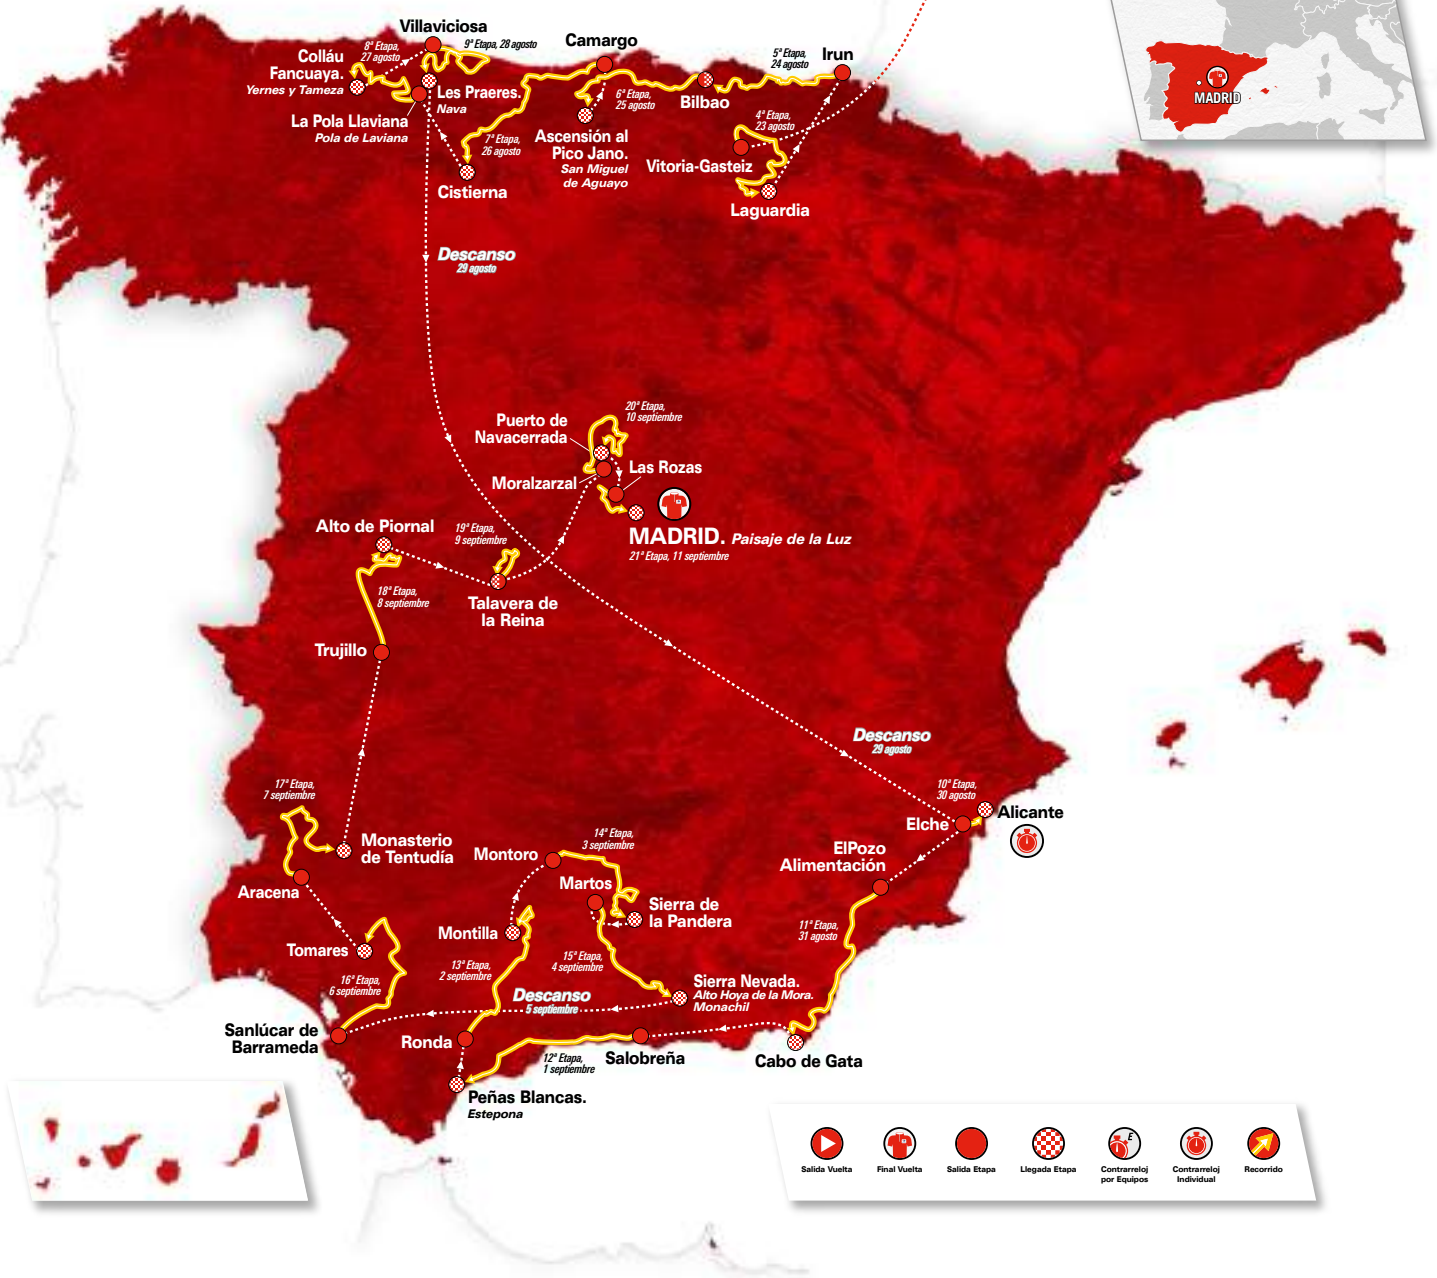 Villaviciosa
8ª Etapa,
27 agosto
9ª Etapa, 28 agosto
Colláu
Fancuaya.
Yernes y Tameza
Les Praeres.
Nava
La Pola Llaviana
Pola de Laviana
Camargo
5ª Etapa,
24 agosto
Irun
6ª Etapa,
25 agosto
Bilbao
4ª Etapa,
23 agosto
7ª Etapa,
26 agosto
Ascensión al
Pico Jano.
San Miguel
de Aguayo
Vitoria-Gasteiz
Cistierna
Laguardia
MADRID
Descanso
29 agosto
20ª Etapa,
10 septiembre
Puerto de
Navacerrada
Las Rozas
Moralzarzal
MADRID. Paisaje de la Luz
21ª Etapa, 11 septiembre
Alto de Piornal
19ª Etapa,
9 septiembre
18ª Etapa,
8 septiembre
Talavera de
la Reina
Trujillo
Descanso
29 agosto
10ª Etapa,
30 agosto
Alicante
Elche
ElPozo
Alimentación
17ª Etapa,
7 septiembre
Monasterio
de Tentudía
14ª Etapa,
3 septiembre
Montoro
Martos
Sierra de
la Pandera
Aracena
11ª Etapa,
31 agosto
Montilla
Tomares
13ª Etapa,
2 septiembre
15ª Etapa,
4 septiembre
16ª Etapa,
6 septiembre
Sierra Nevada.
Alto Hoya de la Mora.
Monachil
Descanso
5 septiembre
Sanlúcar de
Barrameda
Ronda
12ª Etapa,
1 septiembre
Salobreña
Cabo de Gata
Peñas Blancas.
Estepona
Salida Vuelta
Final Vuelta
Salida Etapa
Llegada Etapa
E
Contrarreloj
por Equipos
Contrarreloj
Individual
Recorrido